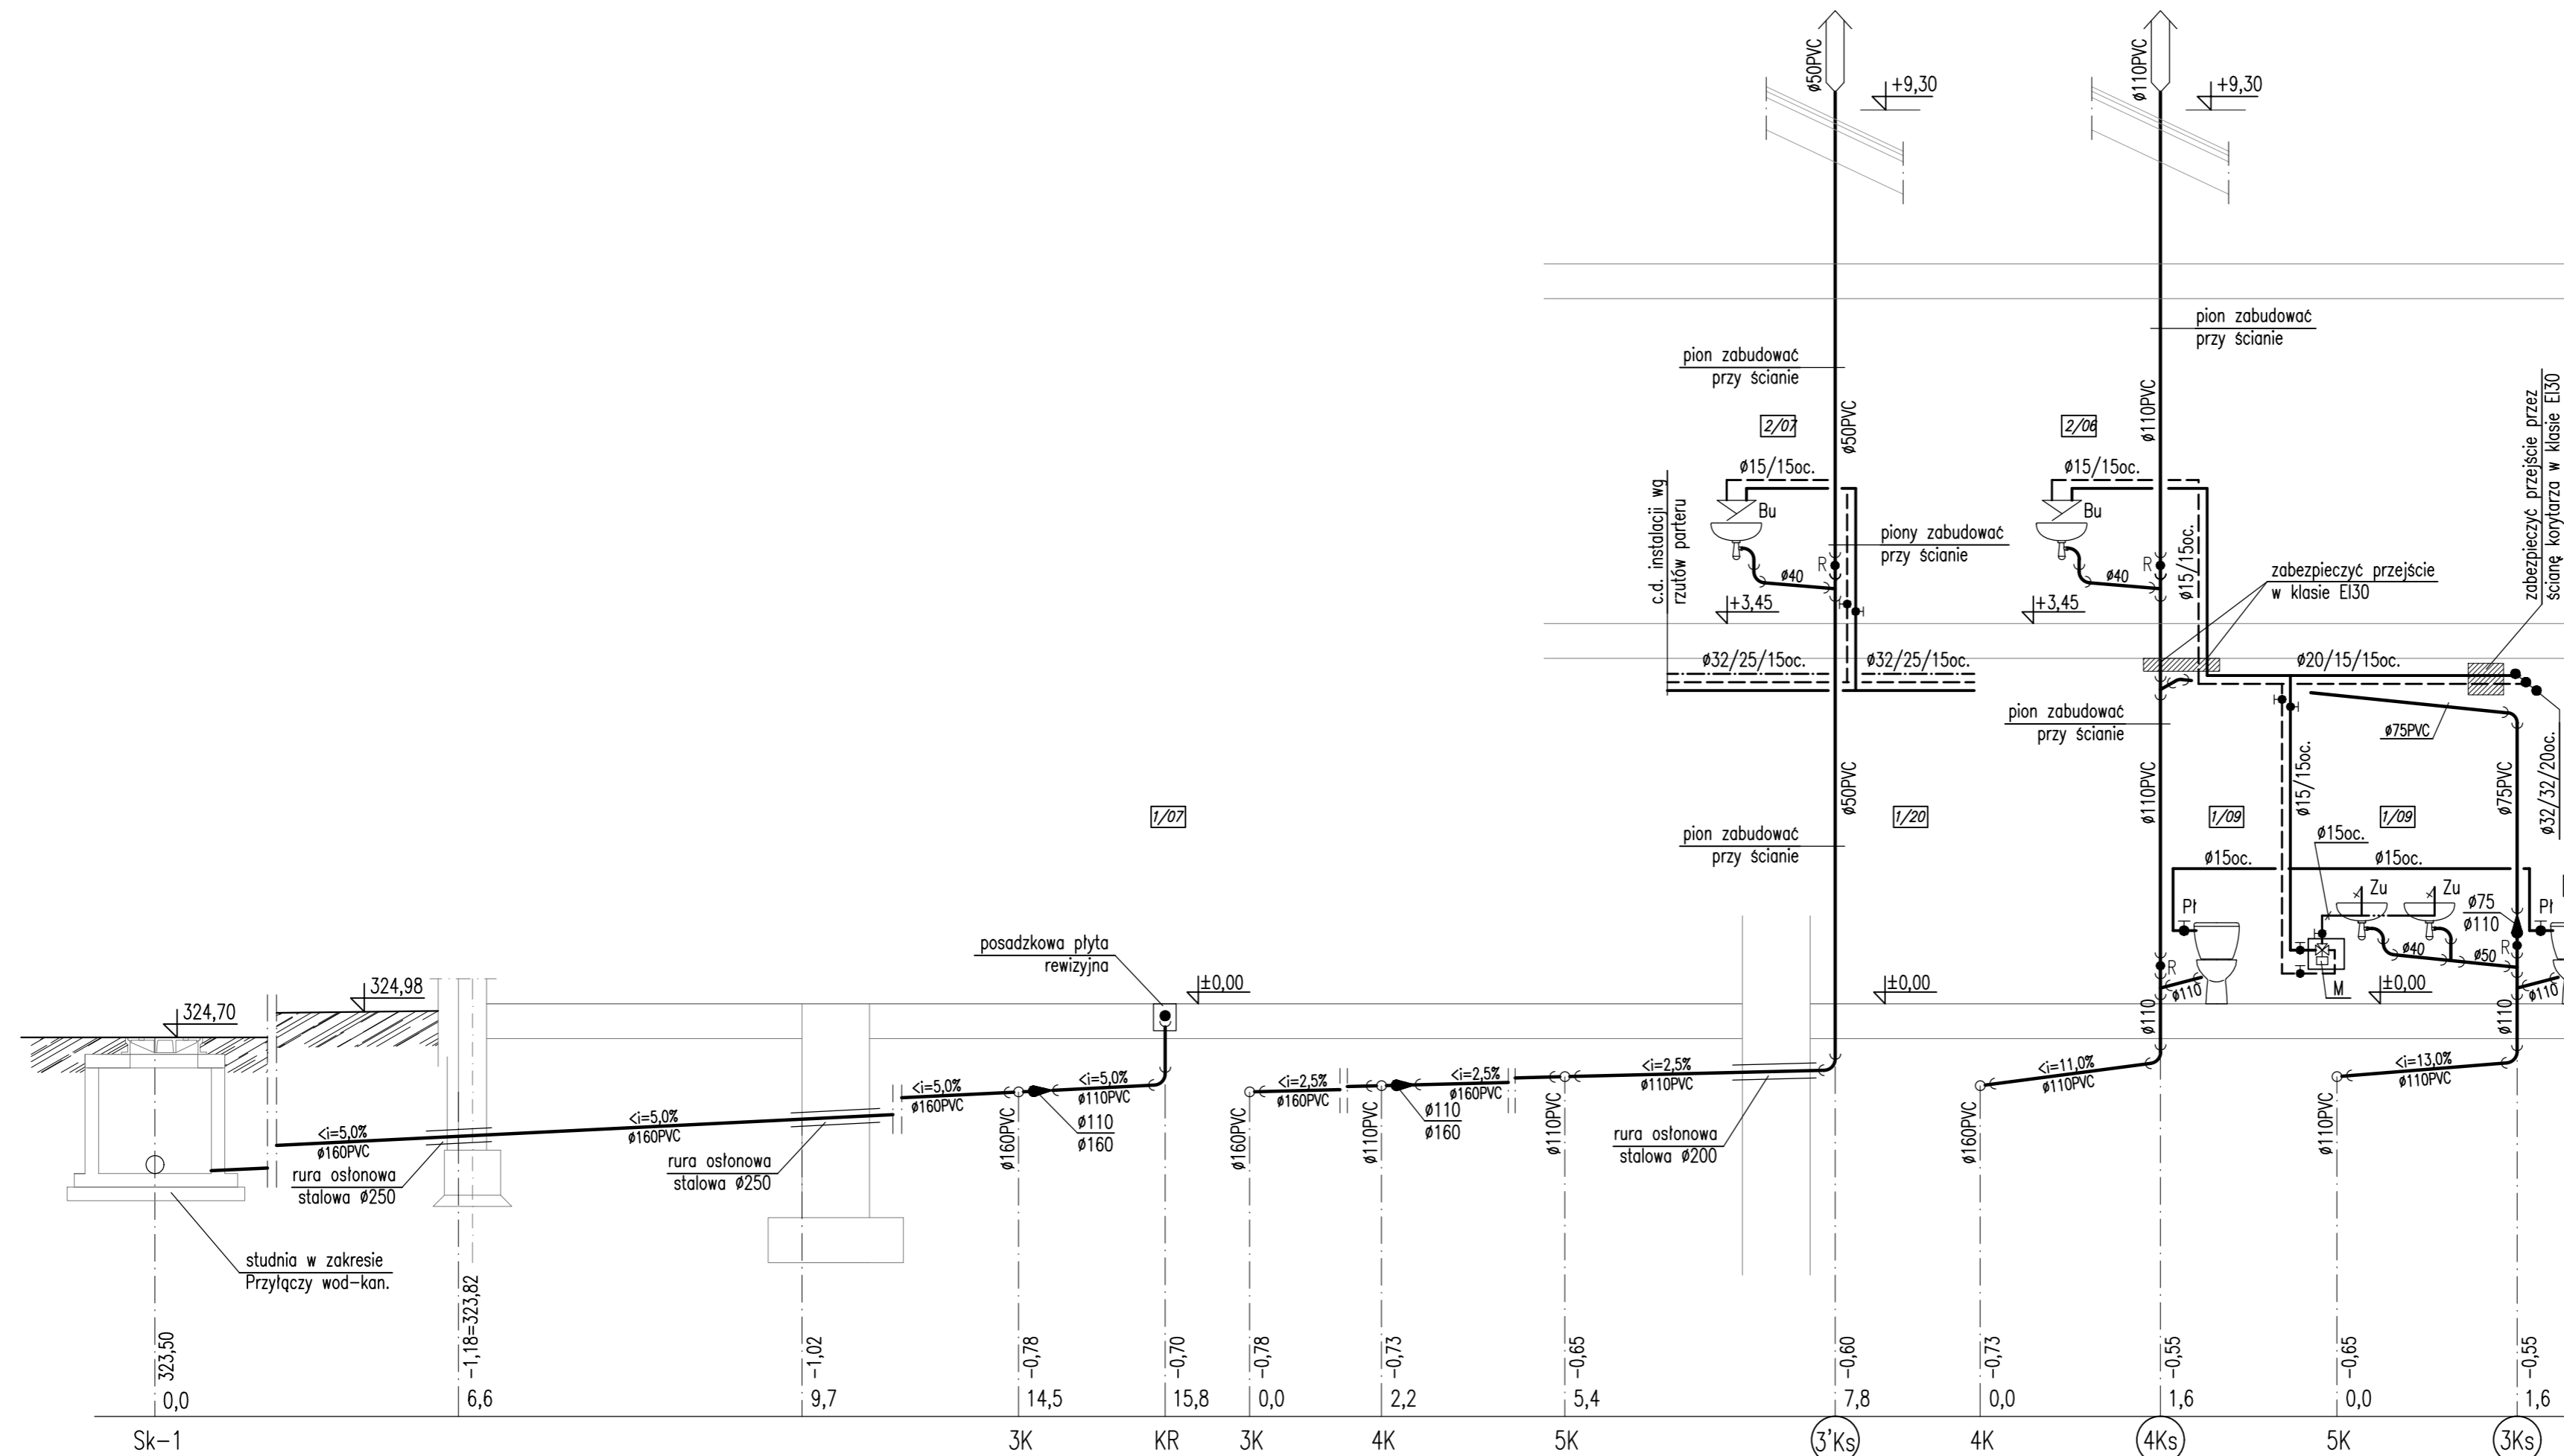 ø50PVC
ø110PVC
+9,30
+9,30
pion zabudować
przy ścianie
pion zabudować
przy ścianie
zabezpieczyć przejście przez
ścianę korytarza w klasie EI30
ø50PVC
ø110PVC
2/07
2/06
ø15/15oc.
ø15/15oc.
c.d. instalacji wg
rzutów parteru
Bu
Bu
piony zabudować
przy ścianie
R
R
ø40
ø40
ø15/15oc.
zabezpieczyć przejście
w klasie EI30
+3,45
+3,45
ø32/25/15oc.
ø32/25/15oc.
ø20/15/15oc.
pion zabudować
przy ścianie
ø75PVC
ø50PVC
ø110PVC
ø15/15oc.
ø75PVC
ø32/32/20oc.
1/07
1/20
1/09
1/09
pion zabudować
przy ścianie
ø15oc.
ø15oc.
ø15oc.
Pł
Zu
Zu
ø75
ø110
Pł
posadzkowa płyta
rewizyjna
R
ø40
ø50
R
324,70
324,98
±0,00
±0,00
ø110
M
±0,00
ø110
ø110
ø110
<i=5,0%
ø160PVC
<i=5,0%
ø160PVC
<i=5,0%
ø160PVC
<i=5,0%
ø110PVC
<i=2,5%
ø160PVC
<i=2,5%
ø160PVC
<i=2,5%
ø110PVC
<i=11,0%
ø110PVC
<i=13,0%
ø110PVC
ø110
ø160
ø110
ø160
ø160PVC
ø160PVC
ø110PVC
ø110PVC
ø160PVC
ø110PVC
rura osłonowa
stalowa ø250
rura osłonowa
stalowa ø250
rura osłonowa
stalowa ø200
studnia w zakresie
Przyłączy wod-kan.
323,50
-1,18=323,82
-1,02
-0,78
-0,70
-0,78
-0,73
-0,65
-0,60
-0,73
-0,55
-0,65
-0,55
0,0
6,6
9,7
14,5
15,8
0,0
2,2
5,4
7,8
0,0
1,6
0,0
1,6
Sk-1
3K
KR
3K
4K
5K
3'Ks
4K
4Ks
5K
3Ks